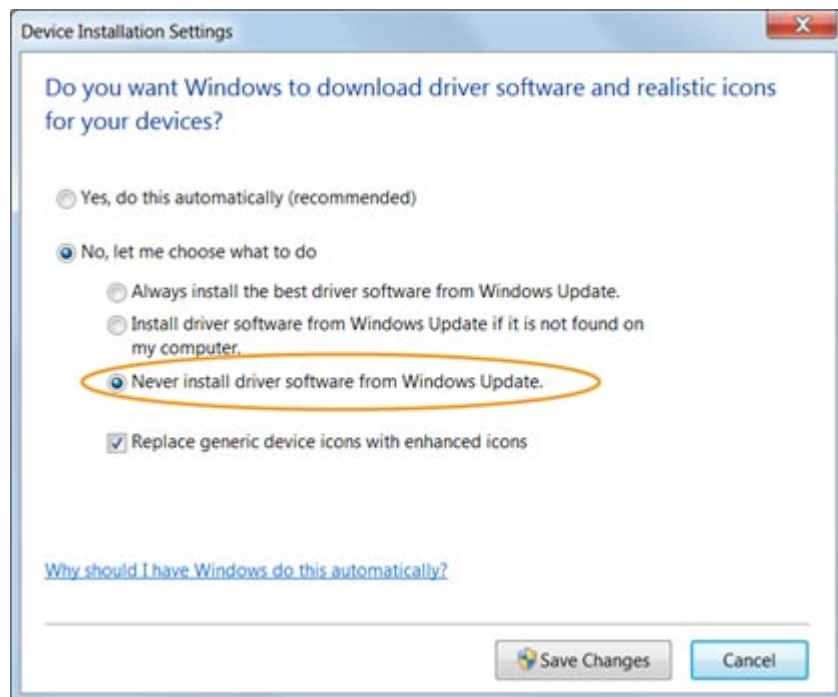 Device Installation Settings
Do you want Windows to download driver software and realistic icons
for your devices?
Yes, do this automatically (recommended)
No, let me choose what to do
Always install the best driver software from Windows Update.
Install driver software from Windows Update if it is not found on
my computer.
Never install driver software from Windows Update.
Replace generic device icons with enhanced icons
Why should I have Windows do this automatically?
Save Changes
Cancel